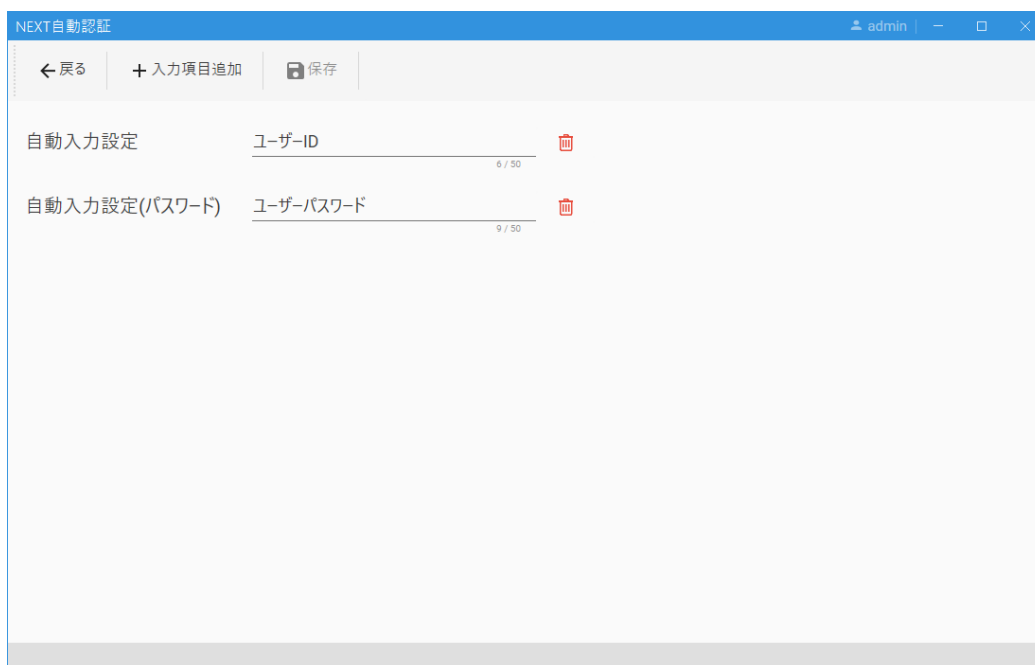 NEXT自動認証 admin
戻る 入力項目追加 保存
自動入力設定 ユーザーID
6 / 50
自動入力設定(パスワード) ユーザーパスワード
9 / 50